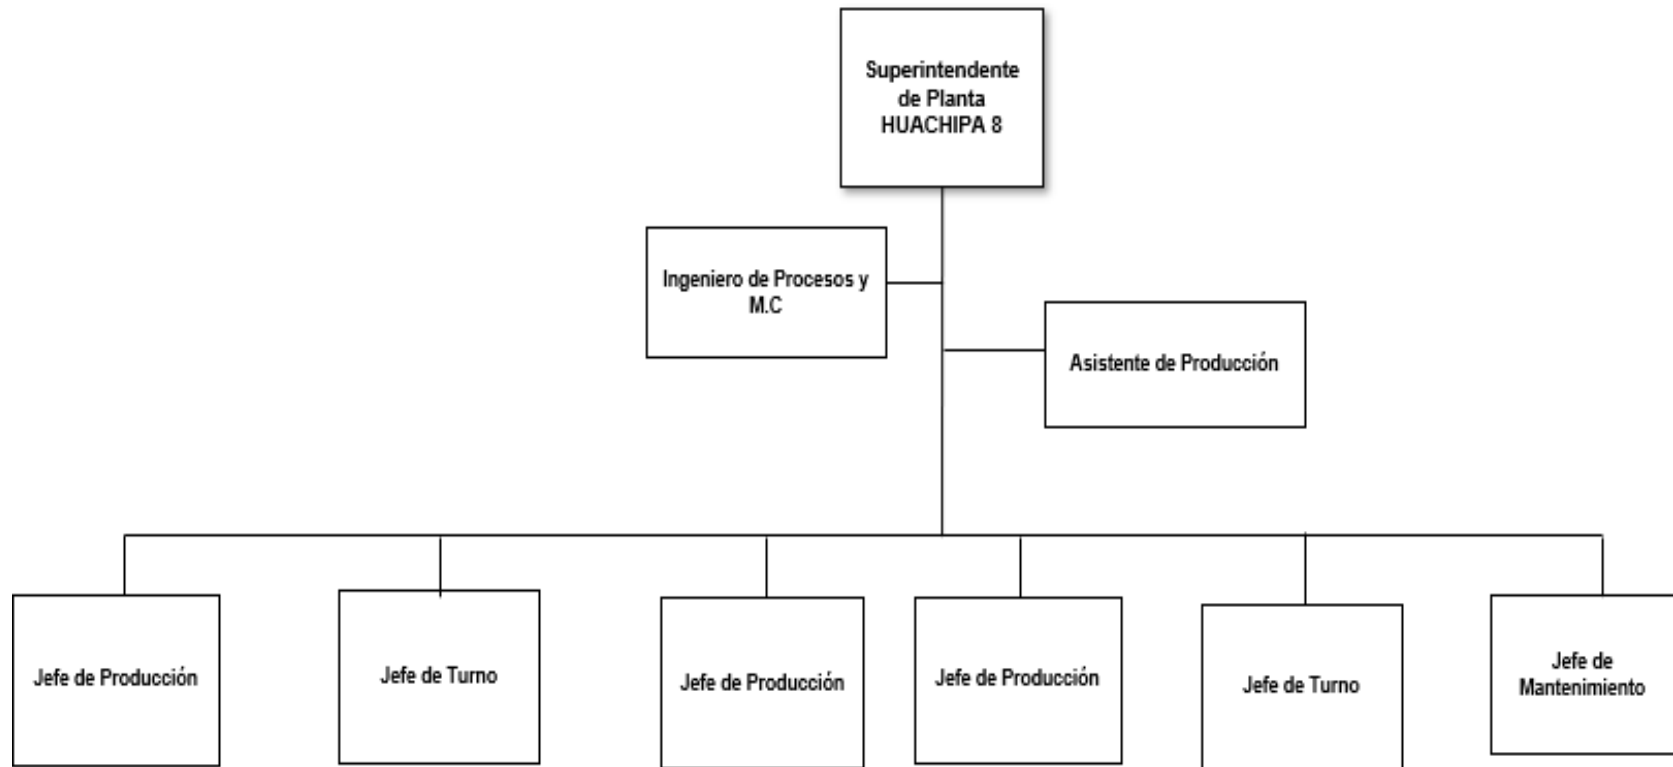 Superintendente
de Planta
HUACHIPA 8
Ingeniero de Procesos y
M.C
Asistente de Producción
Jefe de Producción
Jefe de Turno
Jefe de Producción
Jefe de Producción
Jefe de Turno
Jefe de
Mantenimiento